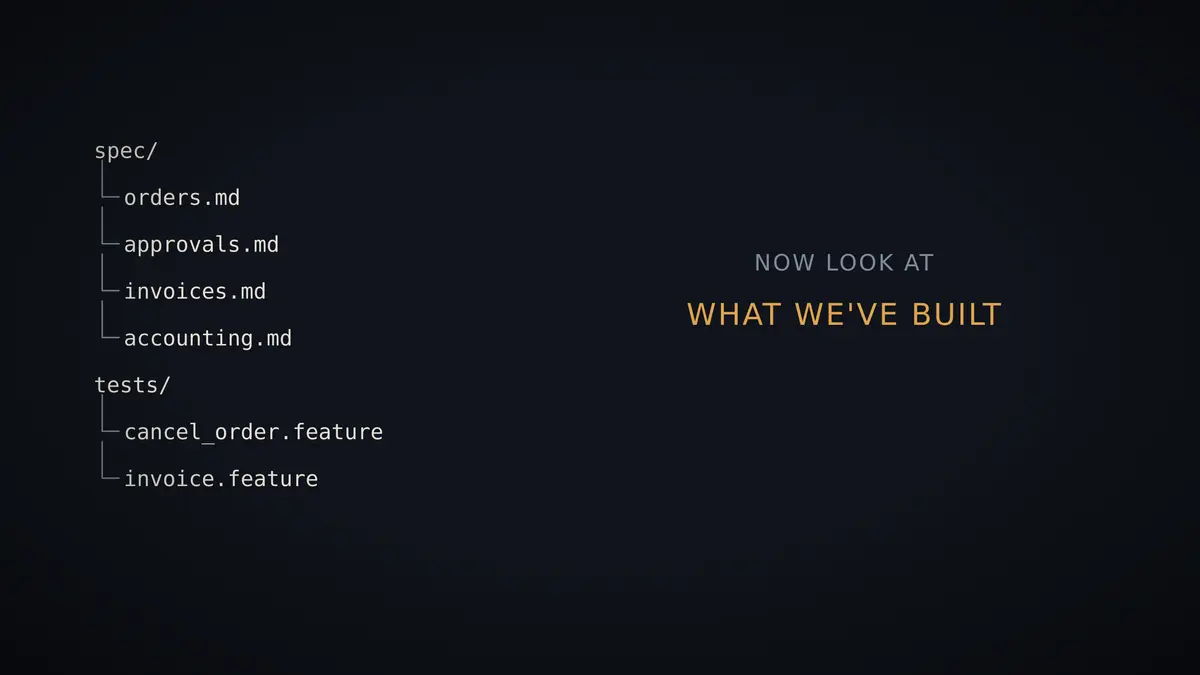 spec/
orders.md
approvals.md
invoices.md
accounting.md
tests/
cancel_order.feature
invoice.feature
NOW LOOK AT
WHAT WE'VE BUILT